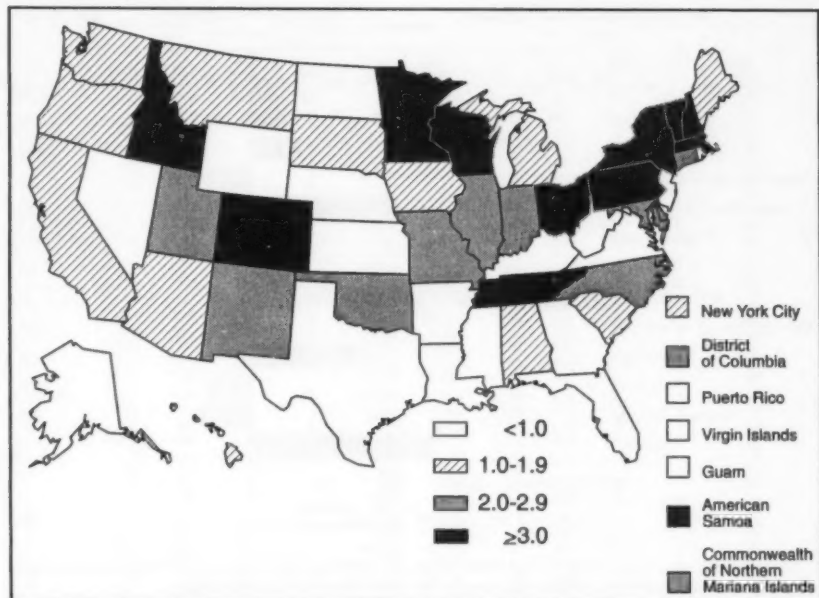 New York City
District
of Columbia
Puerto Rico
Virgin Islands
Guam
American
Samoa
Commonwealth
of Northern
Mariana Islands
<1.0
1.0-1.9
2.0-2.9
≥3.0